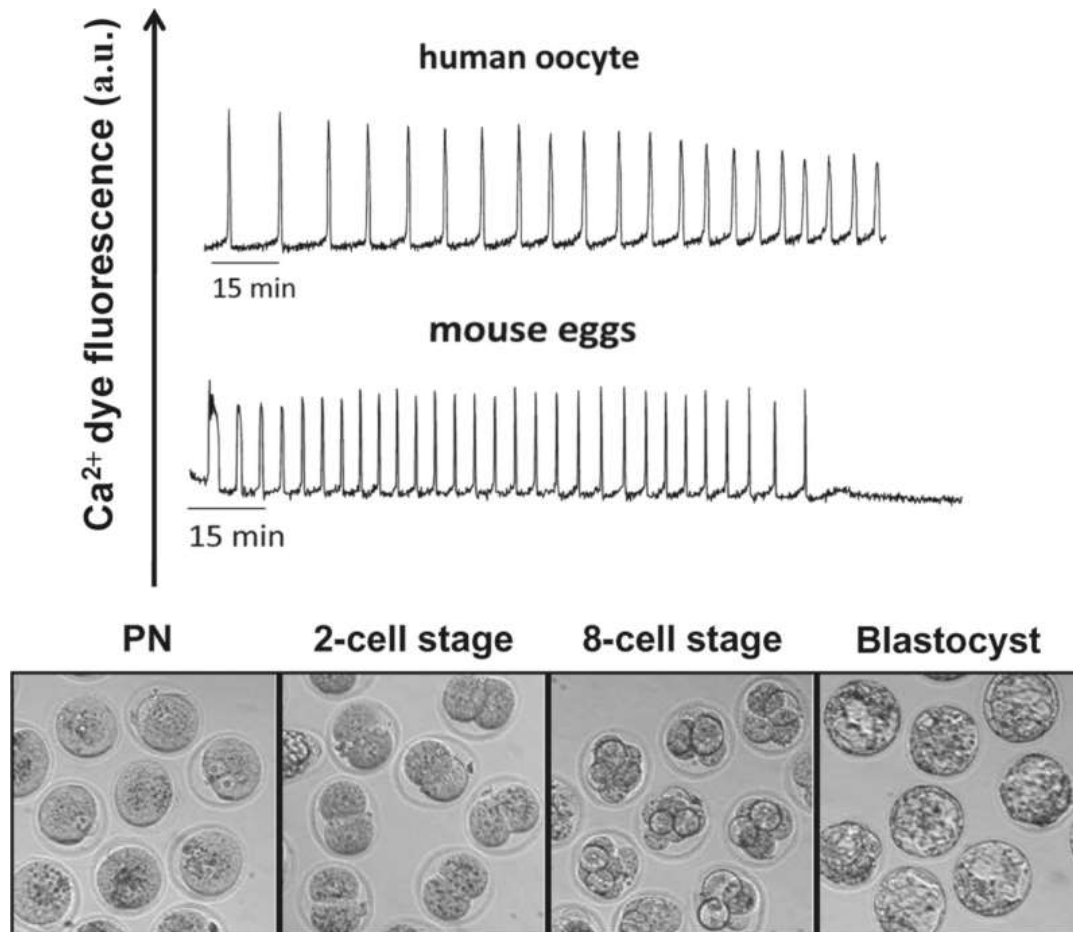 Ca²⁺ dye fluorescence (a.u.)
human oocyte
15 min
mouse eggs
15 min
PN
2-cell stage
8-cell stage
Blastocyst